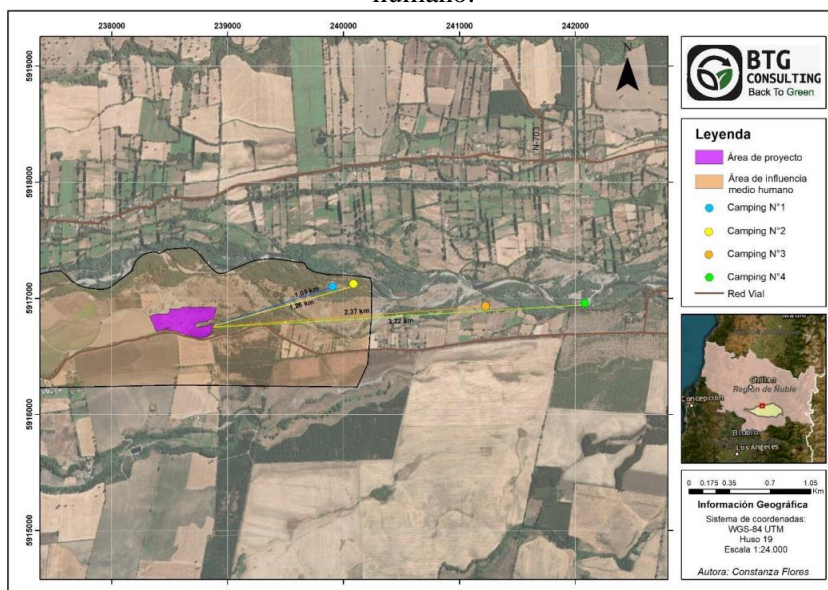 humano.
238000 239000 240000 241000 242000
5919000
5918000
5917000
5916000
5915000
N
N-703
1,09 km
1,26 km
2,37 km
3,22 km
BTG
CONSULTING
Back To Green
Leyenda
Área de proyecto
Área de influencia
medio humano
Camping N°1
Camping N°2
Camping N°3
Camping N°4
Red Vial
Chillán
Región de Ñuble
Concepción
Biobío
Los Angeles
0 0.175 0.35 0.7 1.05
Km
Información Geográfica
Sistema de coordenadas:
WGS-84 UTM
Huso 19
Escala 1:24.000
Autora: Constanza Flores